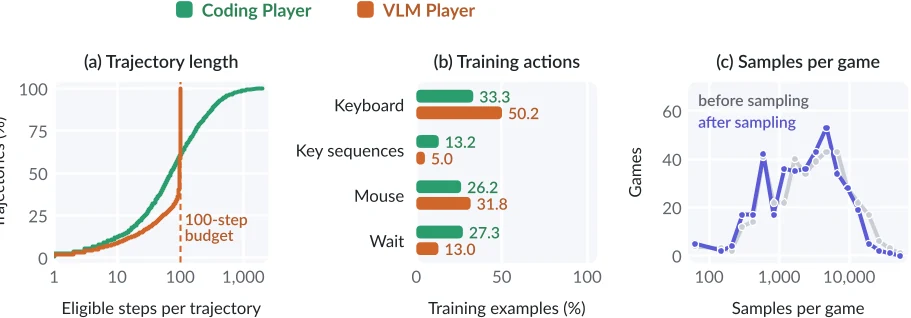 Coding Player
VLM Player
(a) Trajectory length
100
75
50
25
0
1
10
100
1,000
100-step
budget
Eligible steps per trajectory
(b) Training actions
Keyboard
33.3
50.2
Key sequences
13.2
5.0
Mouse
26.2
31.8
Wait
27.3
13.0
0
50
100
Training examples (%)
(c) Samples per game
before sampling
after sampling
Games
60
40
20
0
100
1,000
10,000
Samples per game